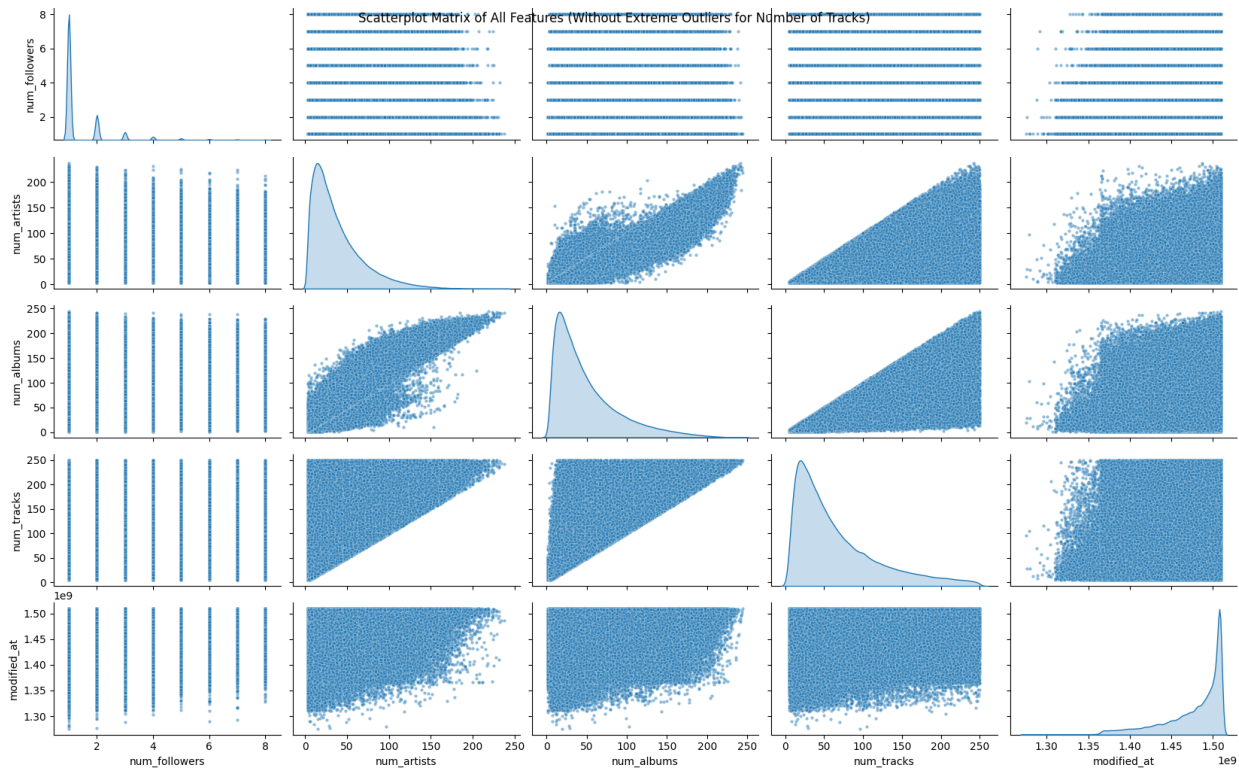 Scatterplot Matrix of All Features (Without Extreme Outliers for Number of Tracks)
8
6
4
2
num_followers
200
150
100
50
0
num_artists
250
200
150
100
50
0
num_albums
250
200
150
100
50
0
num_tracks
1e9
1.50
1.45
1.40
1.35
1.30
modified_at
2 4 6 8
num_followers
0 50 100 150 200 250
num_artists
0 50 100 150 200 250
num_albums
0 50 100 150 200 250
num_tracks
1.30 1.40 1.50
1e9
modified_at